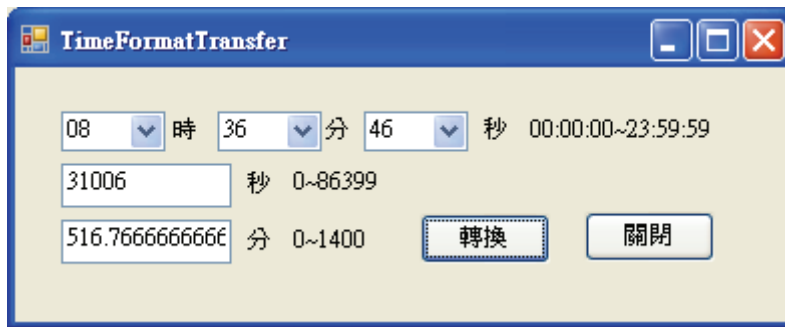 TimeFormatTransfer
08 時 36 分 46 秒 00:00:00~23:59:59
31006 秒 0~86399
516.7666666666 分 0~1400 轉換 關閉